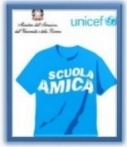 Ministero dell'Istruzione,
dell'Università e della Ricerca
unicef
SCUOLA
AMICA